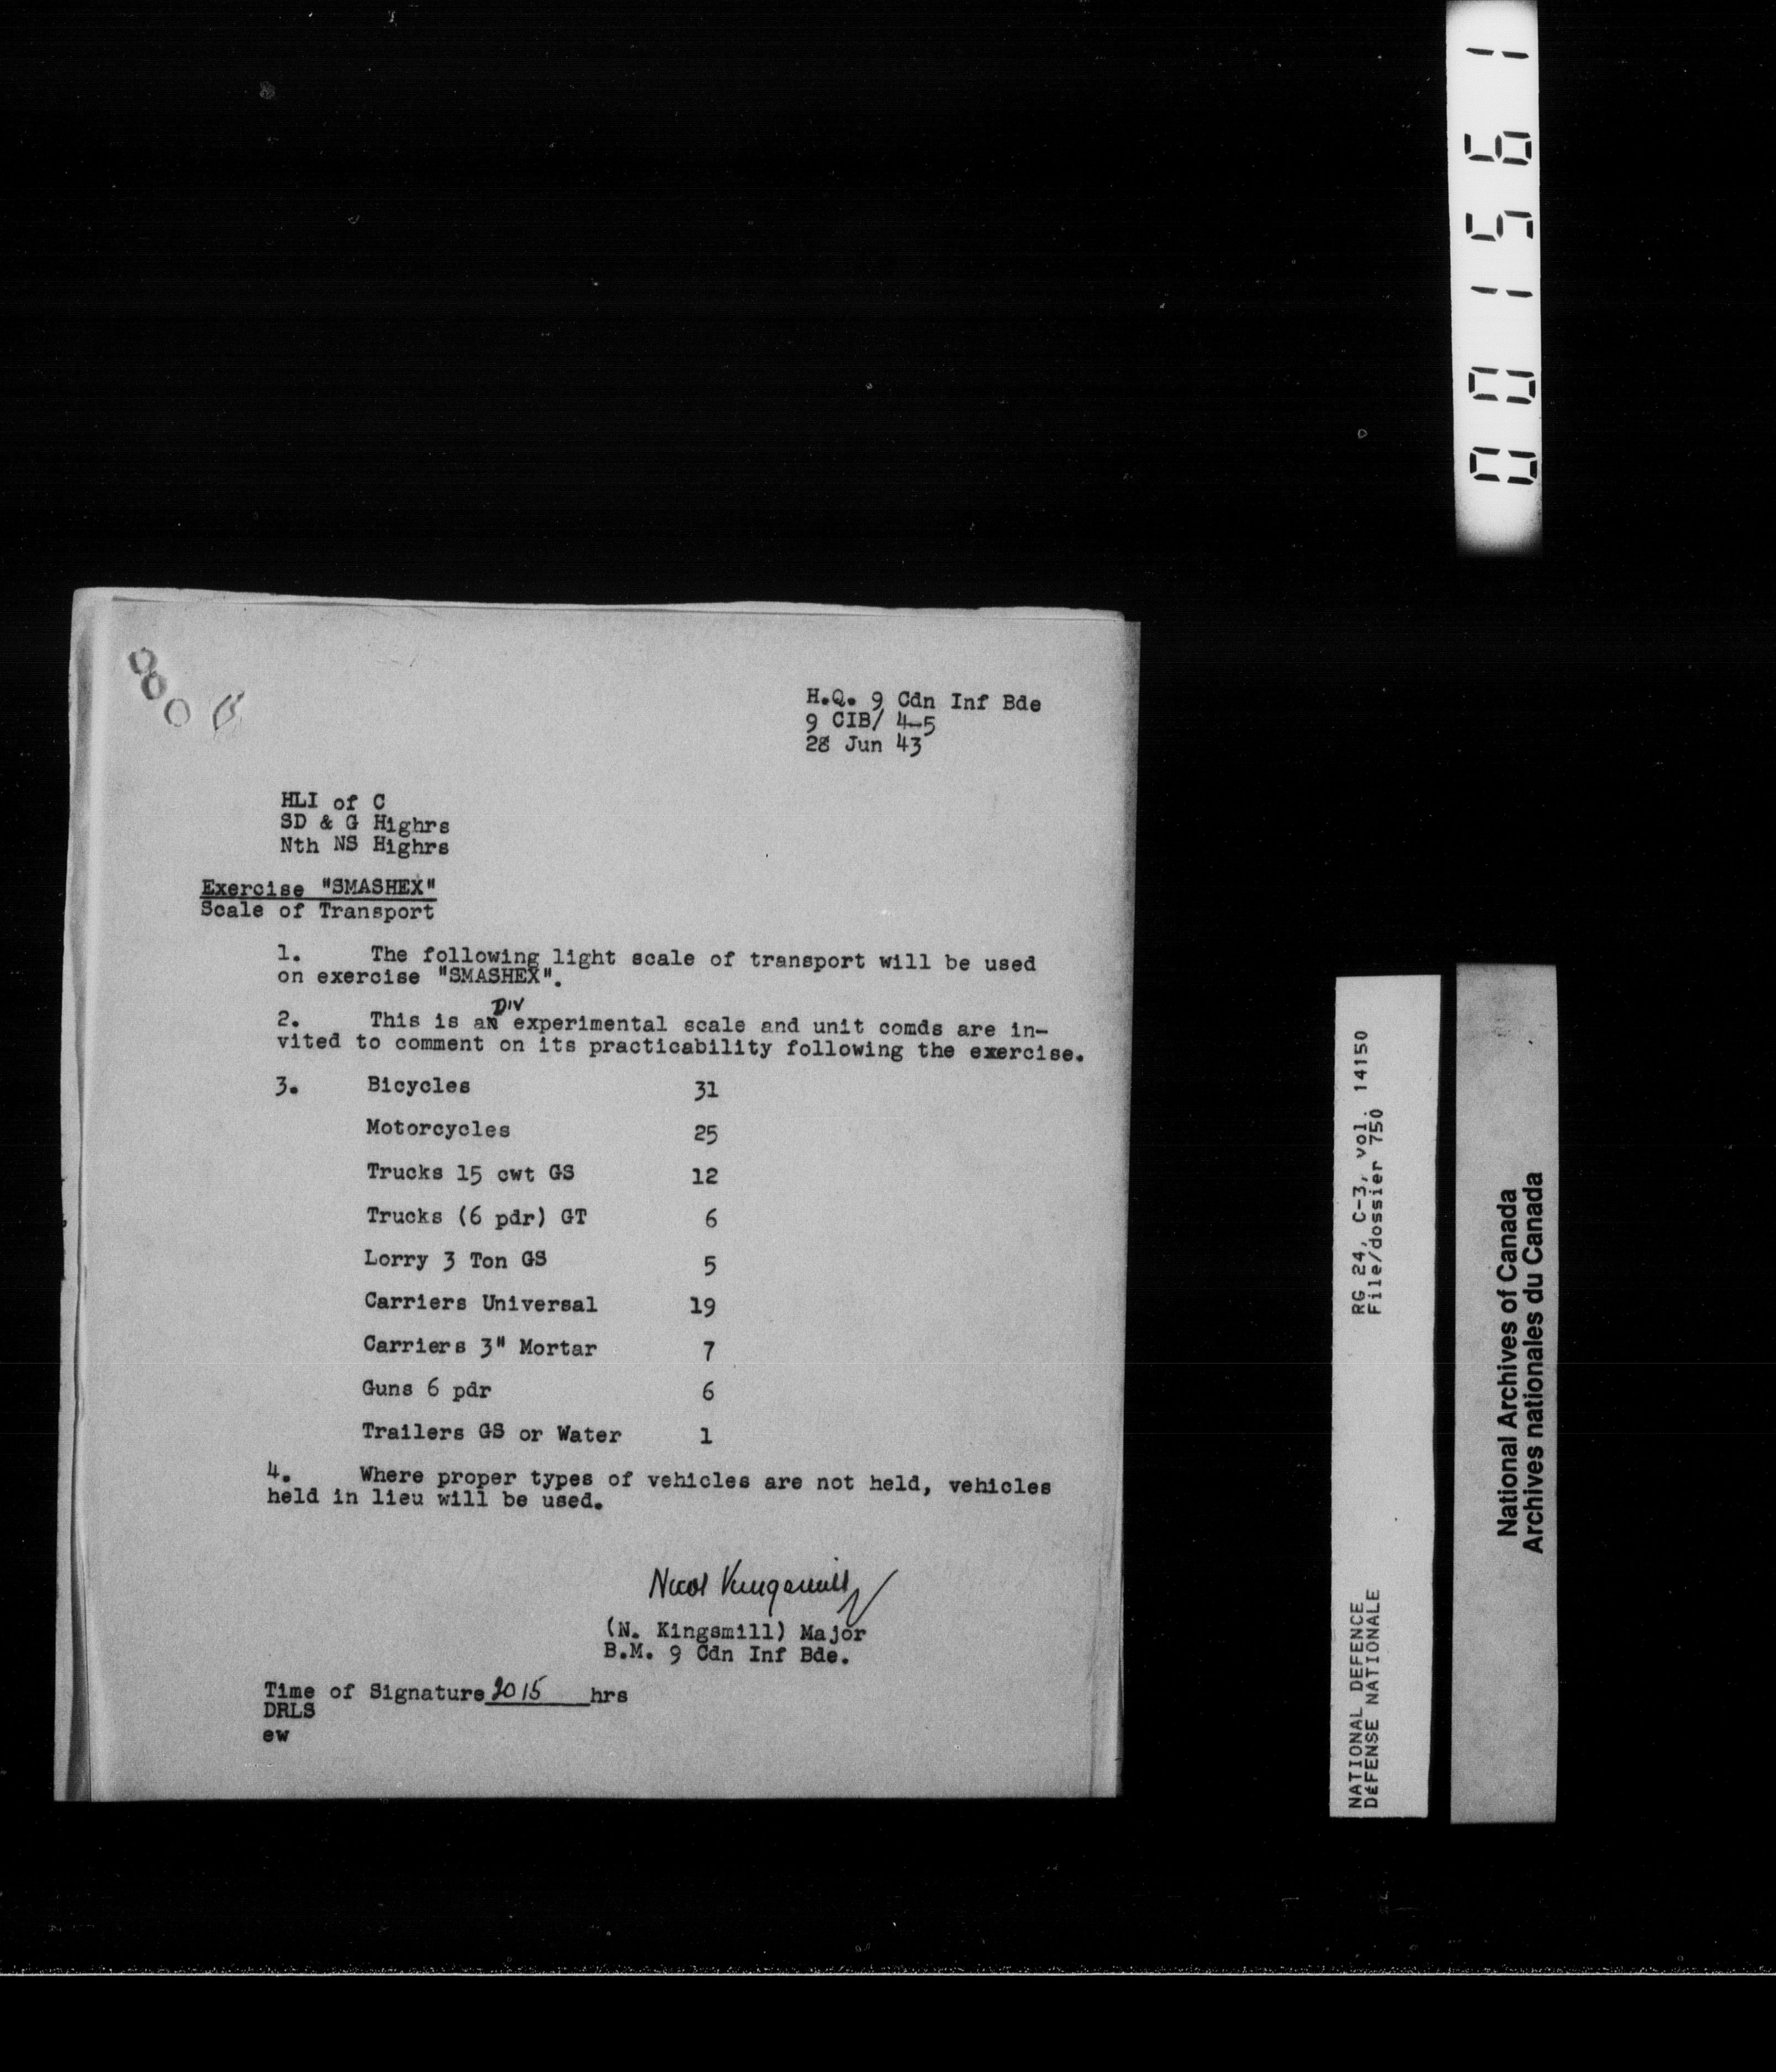 001561
H.Q. 9 Cdn Inf Bde
9 CIB/ 4-5
28 Jun 43
HLI of C
SD & G Highrs
Nth NS Highrs
Exercise "SMASHEX"
Scale of Transport
1. The following light scale of transport will be used
on exercise "SMASHEX".
DIV
2. This is an experimental scale and unit comds are in-
vited to comment on its practicability following the exercise.
3. Bicycles 31
Motorcycles 25
Trucks 15 cwt GS 12
Trucks (6 pdr) GT 6
Lorry 3 Ton GS 5
Carriers Universal 19
Carriers 3" Mortar 7
Guns 6 pdr 6
Trailers GS or Water 1
4. Where proper types of vehicles are not held, vehicles
held in lieu will be used.
Nicol Kingsmill
(N. Kingsmill) Major
B.M. 9 Cdn Inf Bde.
Time of Signature 2015 hrs
DRLS
ew
NATIONAL DEFENCE RG 24, C-3, vol. 14150
DéFENSE NATIONALE File/dossier 750
National Archives of Canada
Archives nationales du Canada